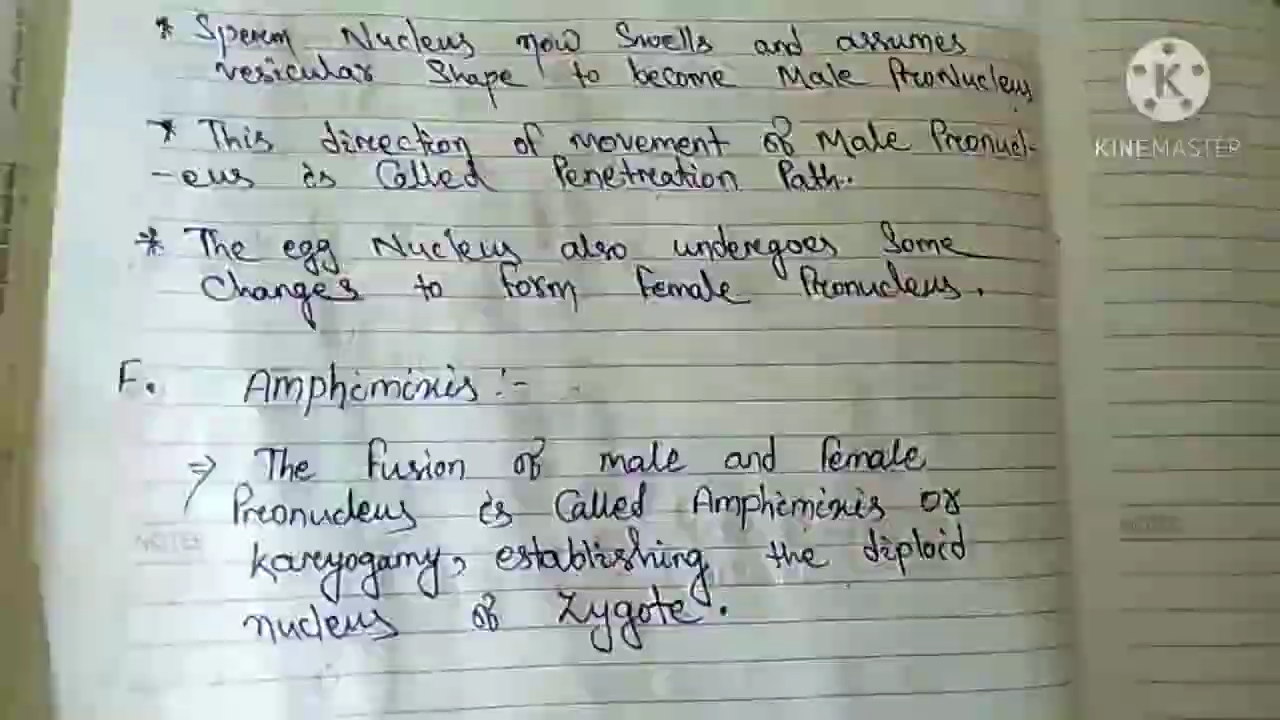 * Sperm Nucleus now Swells and assumes
vesicular Shape to become Male ProNucleus
* This direction of movement of Male Pronucl-
-eus is Called Penetration Path..
* The egg Nucleus also undergoes Some
Changes to form Female Pronucleus.
F. Amphimixis :-
⇒ The Fusion of male and female
Pronucleus is Called Amphimixis or
Karyogamy, establishing the diploid
nucleus of Zygote.
NOTES
K
KINEMASTER